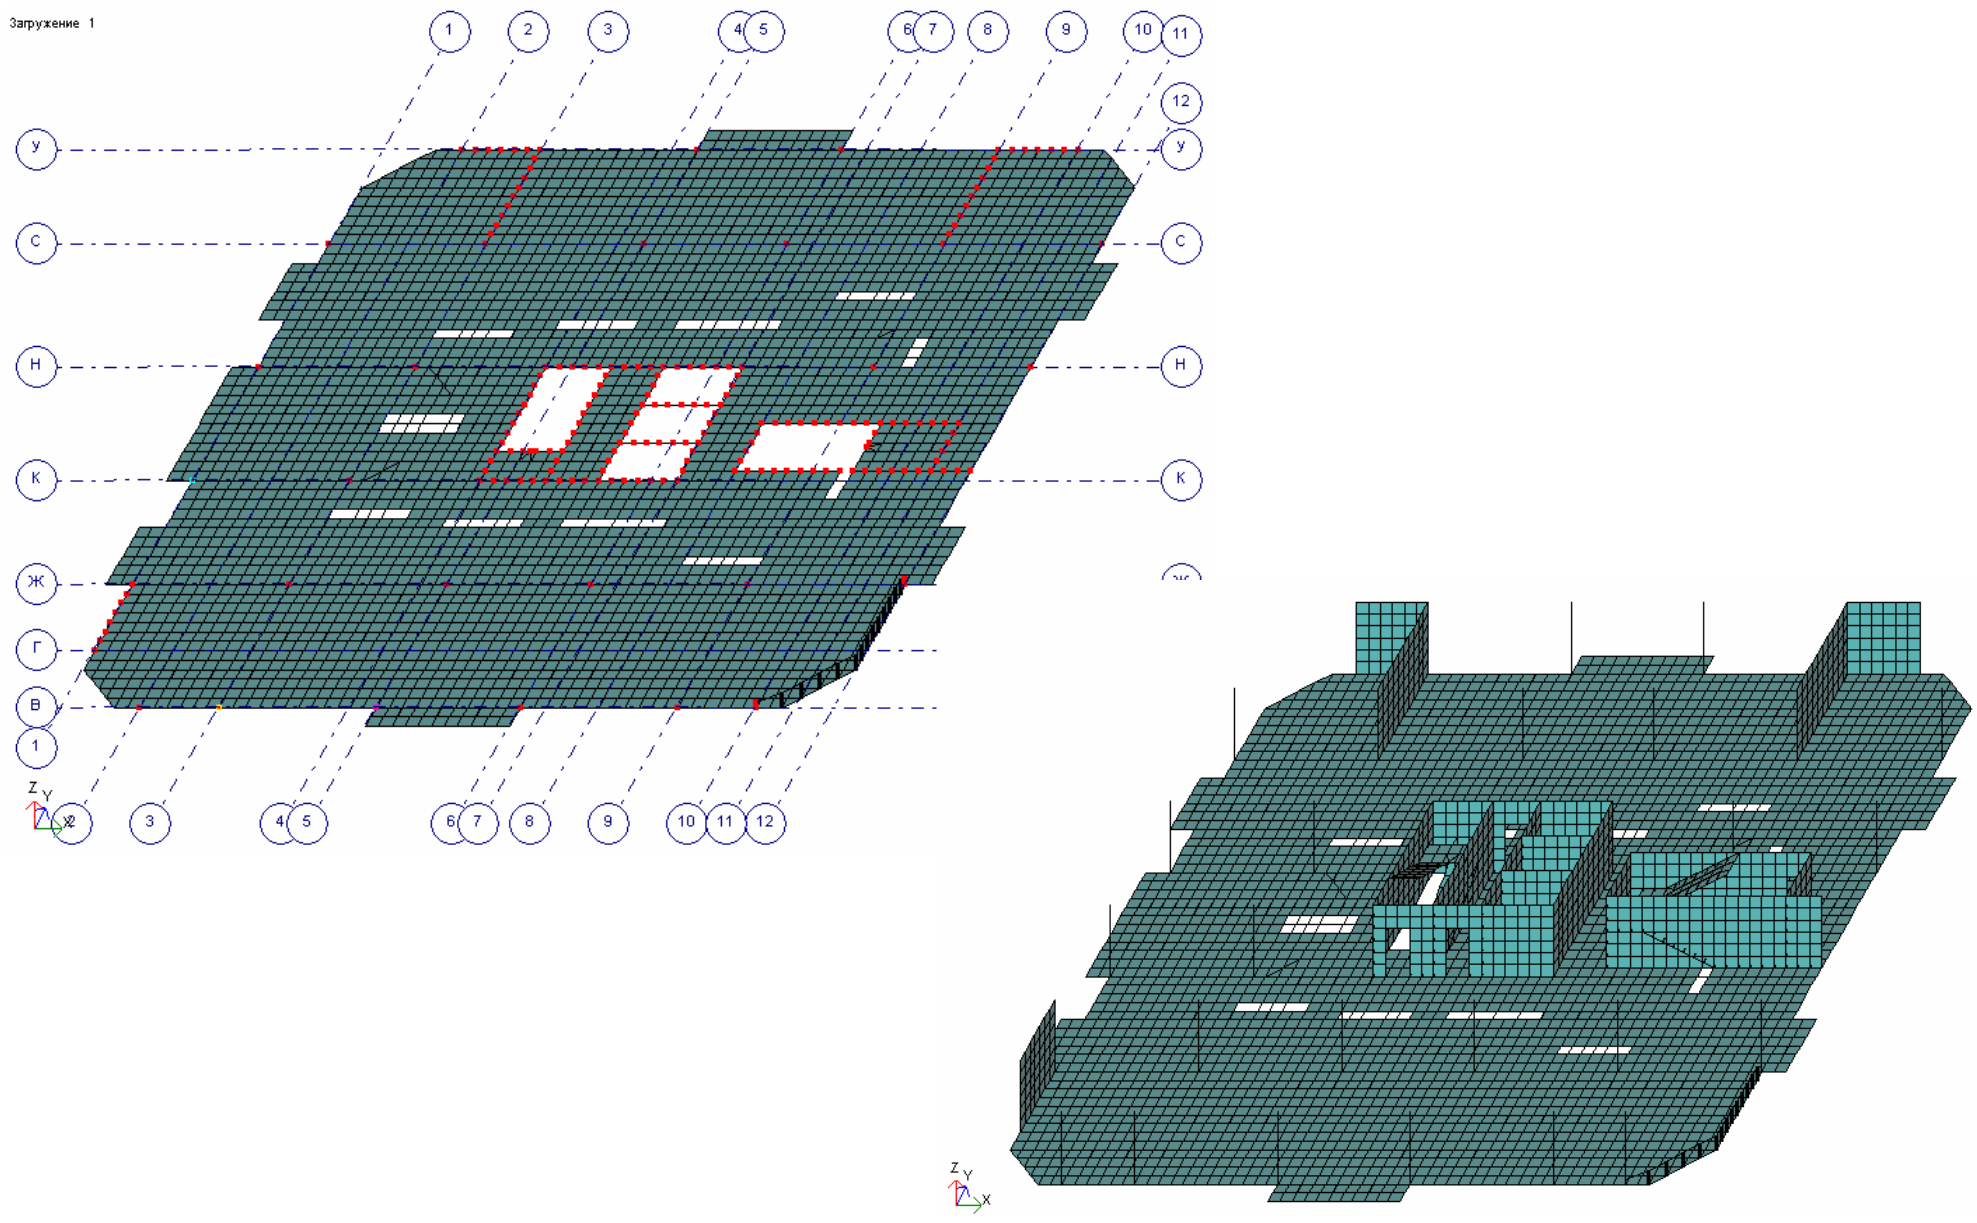 Загружение 1
1 2 3 4 5 6 7 8 9 10 11
12
У У
С С
Н Н
К К
Ж Ж
Г
В
1
Z Y X
2 3 4 5 6 7 8 9 10 11 12
Z Y X